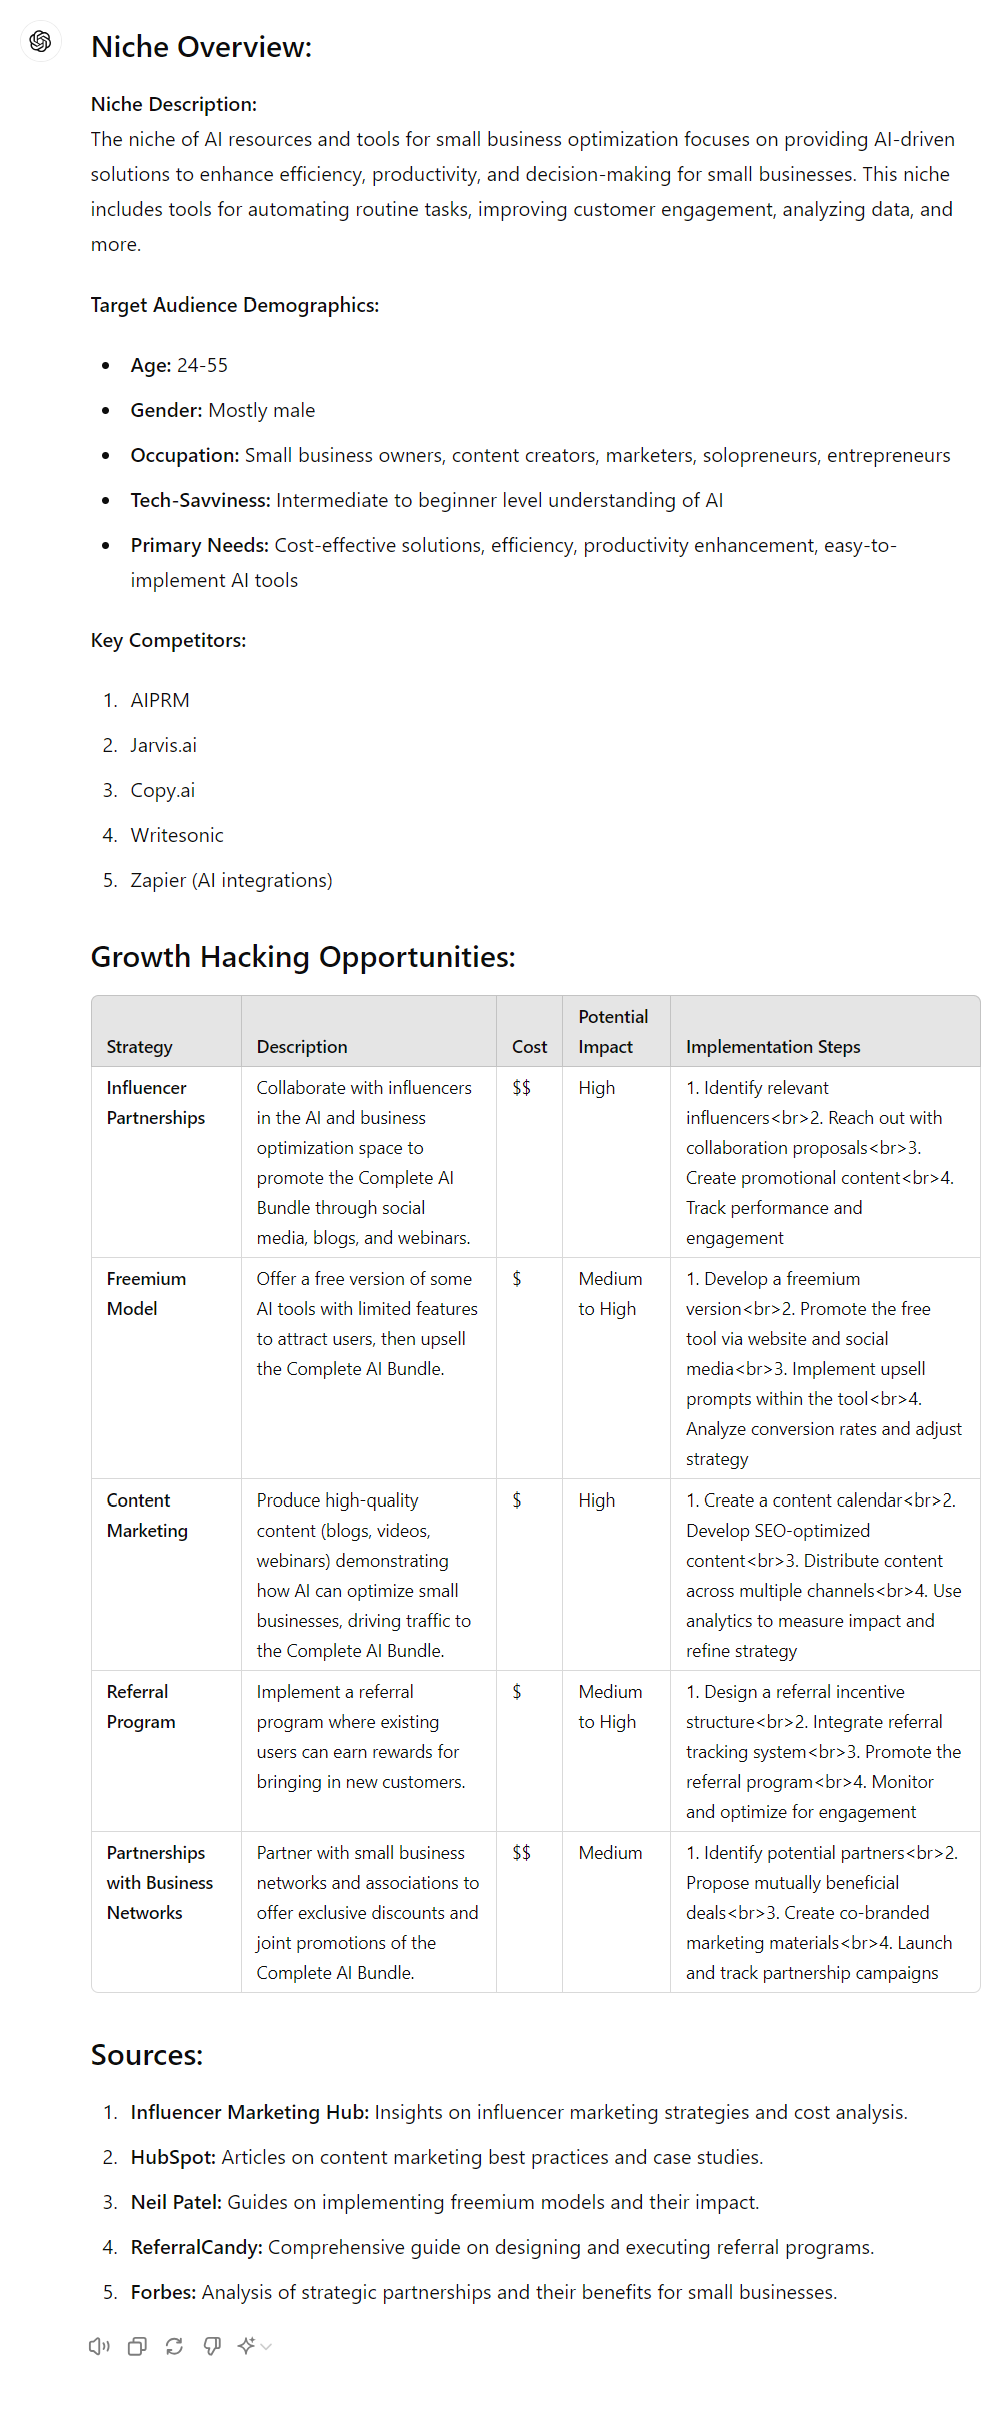 Niche Overview:
Niche Description:
The niche of AI resources and tools for small business optimization focuses on providing AI-driven
solutions to enhance efficiency, productivity, and decision-making for small businesses. This niche
includes tools for automating routine tasks, improving customer engagement, analyzing data, and
more.
Target Audience Demographics:
• Age: 24-55
• Gender: Mostly male
• Occupation: Small business owners, content creators, marketers, solopreneurs, entrepreneurs
• Tech-Savviness: Intermediate to beginner level understanding of AI
• Primary Needs: Cost-effective solutions, efficiency, productivity enhancement, easy-to-
implement AI tools
Key Competitors:
1. AIPRM
2. Jarvis.ai
3. Copy.ai
4. Writesonic
5. Zapier (AI integrations)
Growth Hacking Opportunities:
Strategy
Description
Cost
Potential
Impact
Implementation Steps
Influencer
Partnerships
Collaborate with influencers
in the AI and business
optimization space to
promote the Complete AI
Bundle through social
media, blogs, and webinars.
$$
High
1. Identify relevant
influencers<br>2. Reach out with
collaboration proposals<br>3.
Create promotional content<br>4.
Track performance and
engagement
Freemium
Model
Offer a free version of some
AI tools with limited features
to attract users, then upsell
the Complete AI Bundle.
$
Medium
to High
1. Develop a freemium
version<br>2. Promote the free
tool via website and social
media<br>3. Implement upsell
prompts within the tool<br>4.
Analyze conversion rates and adjust
strategy
Content
Marketing
Produce high-quality
content (blogs, videos,
webinars) demonstrating
how AI can optimize small
businesses, driving traffic to
the Complete AI Bundle.
$
High
1. Create a content calendar<br>2.
Develop SEO-optimized
content<br>3. Distribute content
across multiple channels<br>4. Use
analytics to measure impact and
refine strategy
Referral
Program
Implement a referral
program where existing
users can earn rewards for
bringing in new customers.
$
Medium
to High
1. Design a referral incentive
structure<br>2. Integrate referral
tracking system<br>3. Promote the
referral program<br>4. Monitor
and optimize for engagement
Partnerships
with Business
Networks
Partner with small business
networks and associations to
offer exclusive discounts and
joint promotions of the
Complete AI Bundle.
$$
Medium
1. Identify potential partners<br>2.
Propose mutually beneficial
deals<br>3. Create co-branded
marketing materials<br>4. Launch
and track partnership campaigns
Sources:
1. Influencer Marketing Hub: Insights on influencer marketing strategies and cost analysis.
2. HubSpot: Articles on content marketing best practices and case studies.
3. Neil Patel: Guides on implementing freemium models and their impact.
4. ReferralCandy: Comprehensive guide on designing and executing referral programs.
5. Forbes: Analysis of strategic partnerships and their benefits for small businesses.